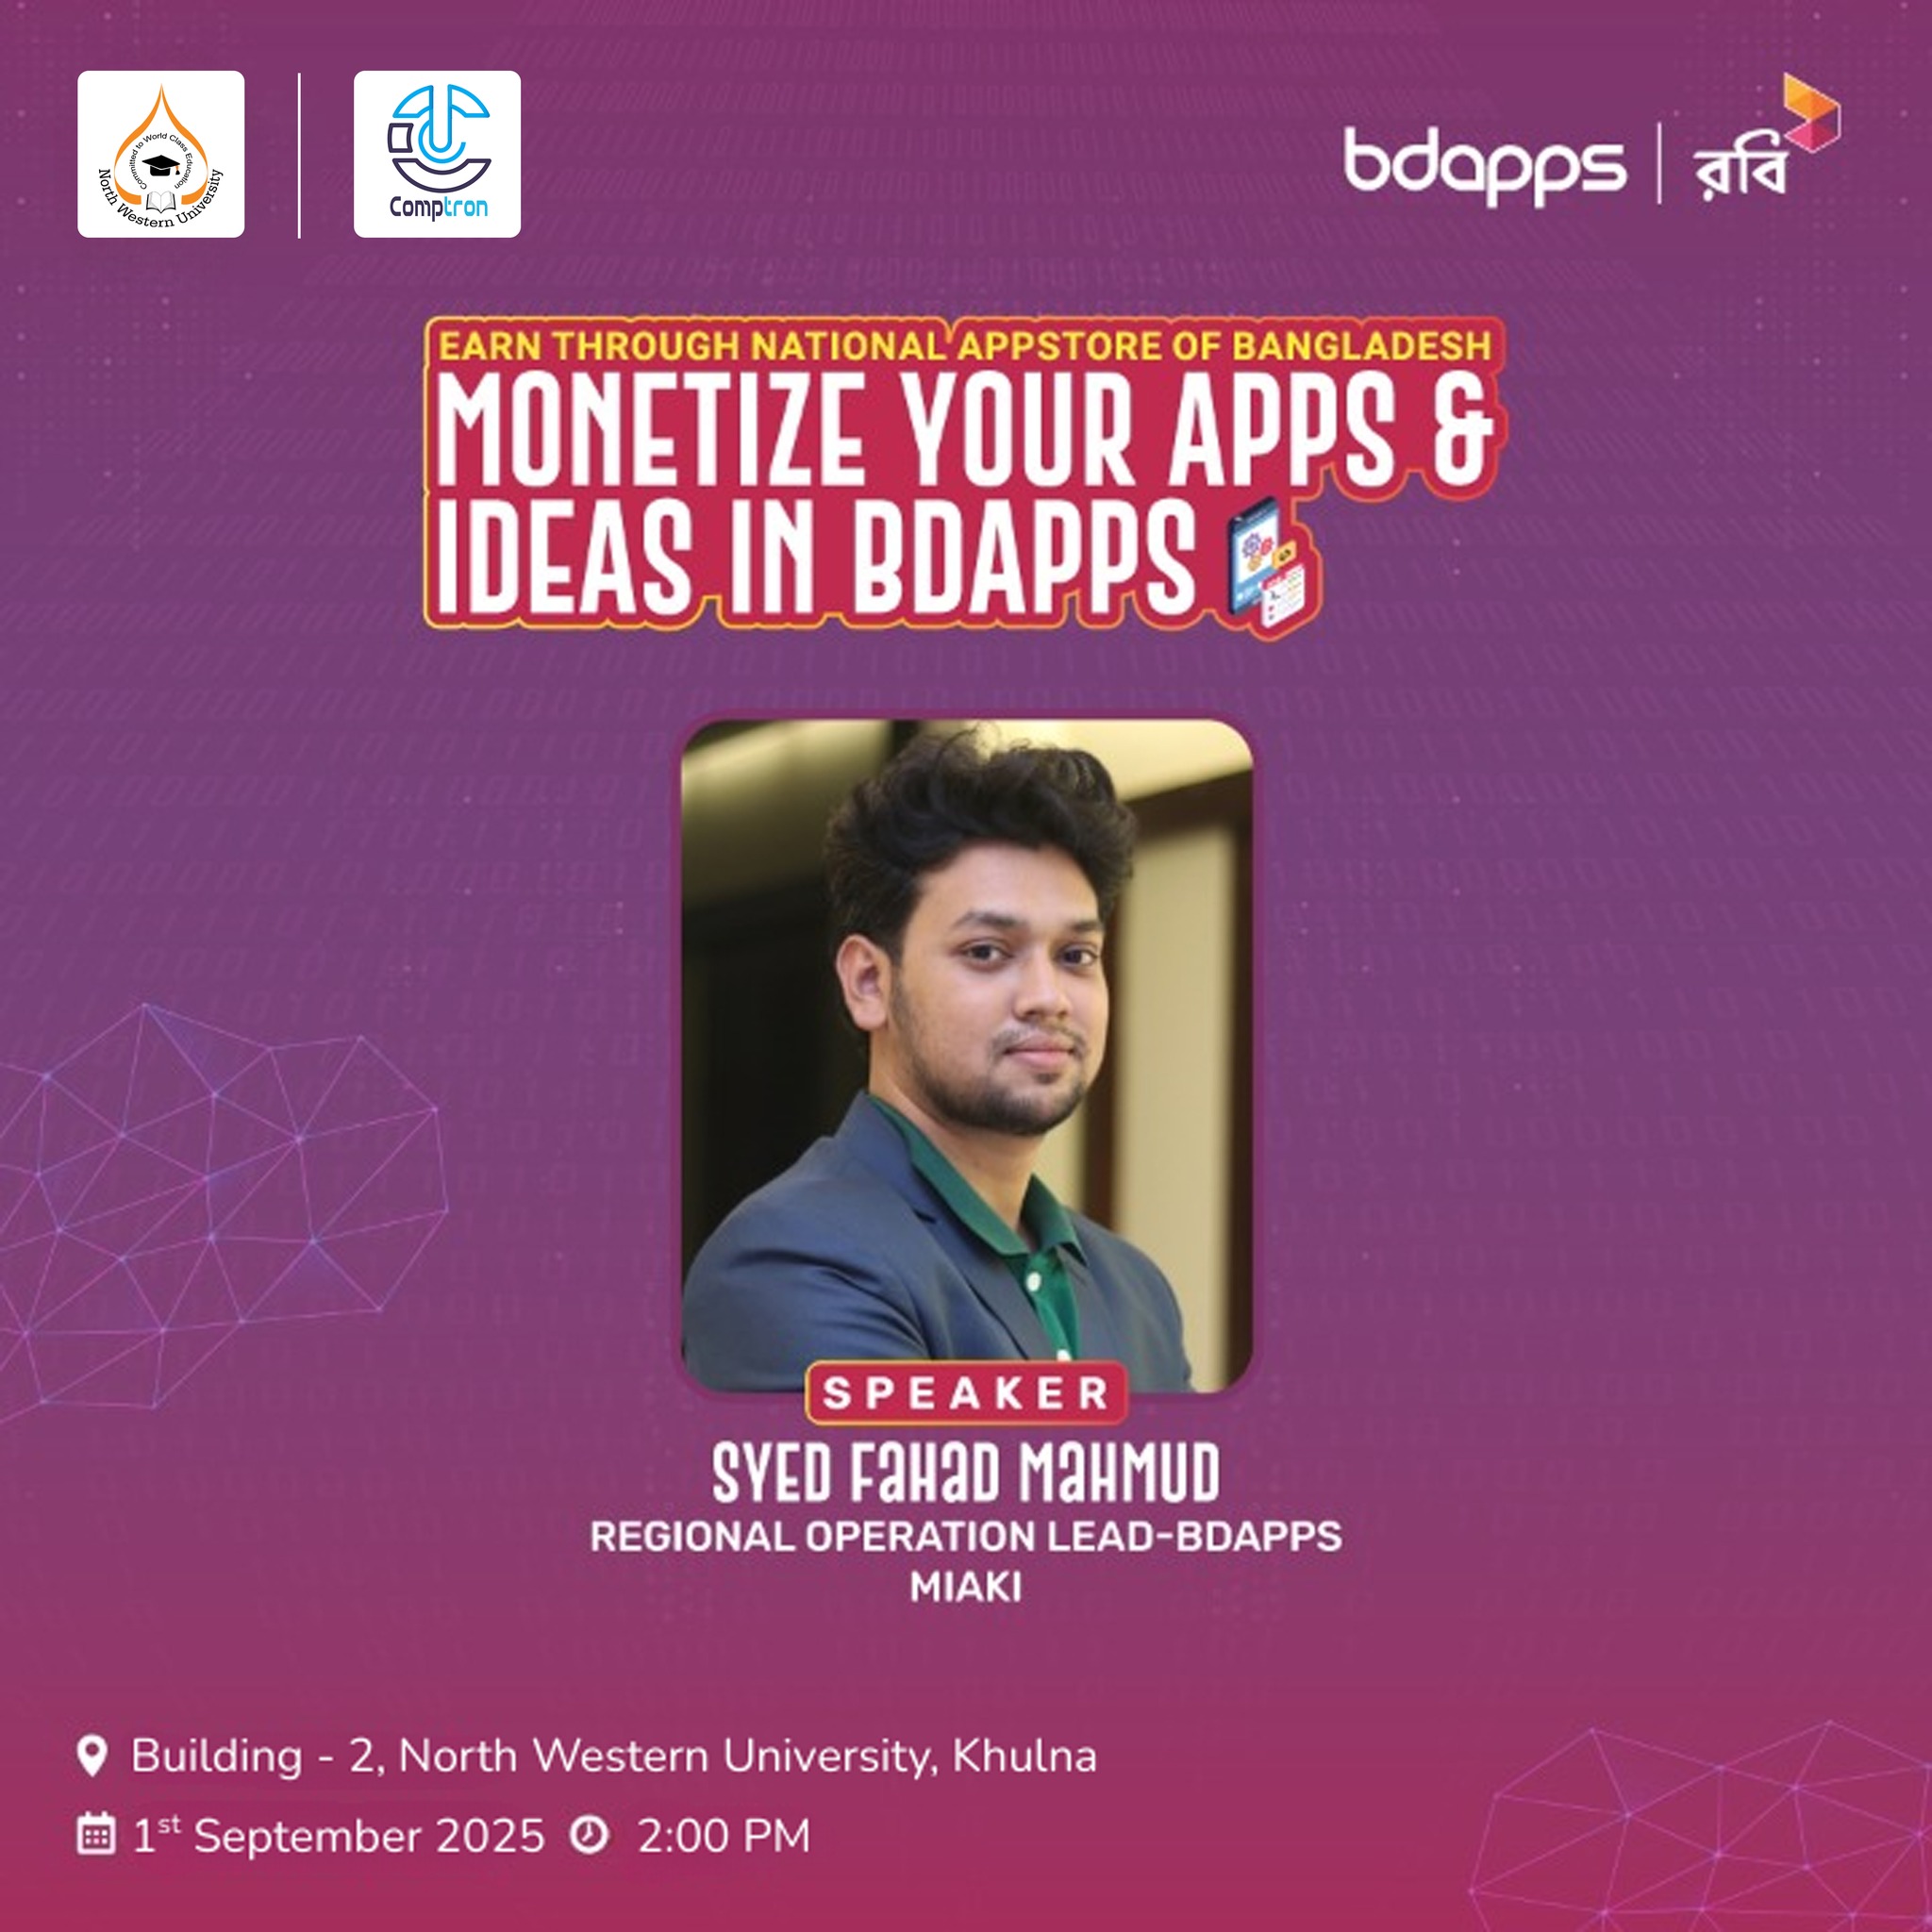 Committed to World Class Education
North Western University
Comptron
bdapps
রবি
EARN THROUGH NATIONAL APPSTORE OF BANGLADESH
MONETIZE YOUR APPS &
IDEAS IN BDAPPS
SPEAKER
SYED FAHAD MAHMUD
REGIONAL OPERATION LEAD-BDAPPS
MIAKI
Building - 2, North Western University, Khulna
1st September 2025 2:00 PM